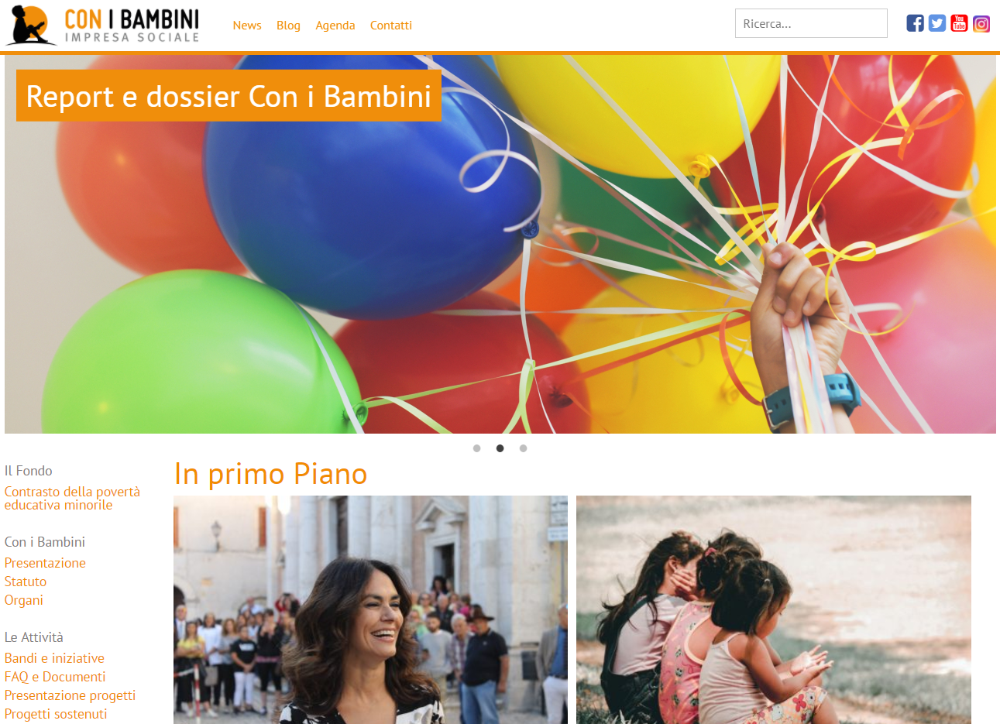 CON I BAMBINI
IMPRESA SOCIALE
News Blog Agenda Contatti
Ricerca...
You
Tube
Report e dossier Con i Bambini
Il Fondo
Contrasto della povertà
educativa minorile
Con i Bambini
Presentazione
Statuto
Organi
Le Attività
Bandi e iniziative
FAQ e Documenti
Presentazione progetti
Progetti sostenuti
In primo Piano